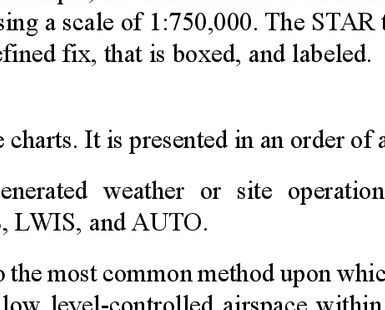 sing a scale of 1:750,000. The STAR
efined fix, that is boxed, and labeled.
charts. It is presented in an order of
enerated weather or site operation
, LWIS, and AUTO.
the most common method upon whic
low level-controlled airspace within